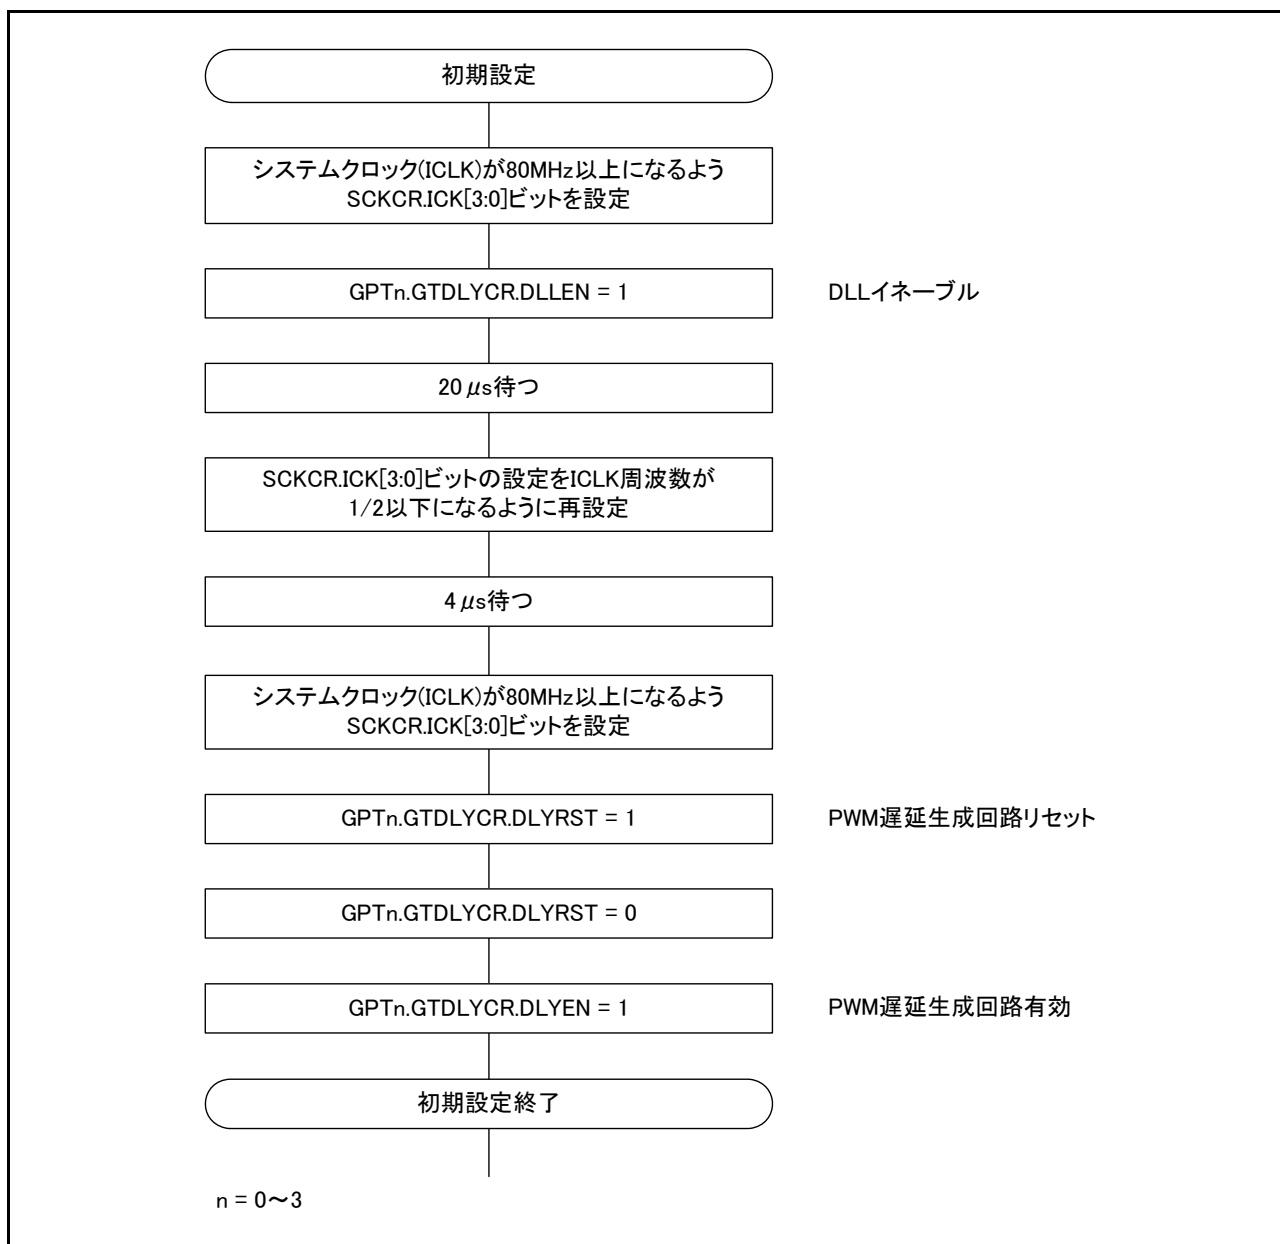 初期設定
システムクロック(ICLK)が80MHz以上になるよう
SCKCR.ICK[3:0]ビットを設定
GPTn.GTDLYCR.DLLEN = 1
DLLイネーブル
20μs待つ
SCKCR.ICK[3:0]ビットの設定をICLK周波数が
1/2以下になるように再設定
4μs待つ
システムクロック(ICLK)が80MHz以上になるよう
SCKCR.ICK[3:0]ビットを設定
GPTn.GTDLYCR.DLYRST = 1
PWM遅延生成回路リセット
GPTn.GTDLYCR.DLYRST = 0
GPTn.GTDLYCR.DLYEN = 1
PWM遅延生成回路有効
初期設定終了
n = 0～3